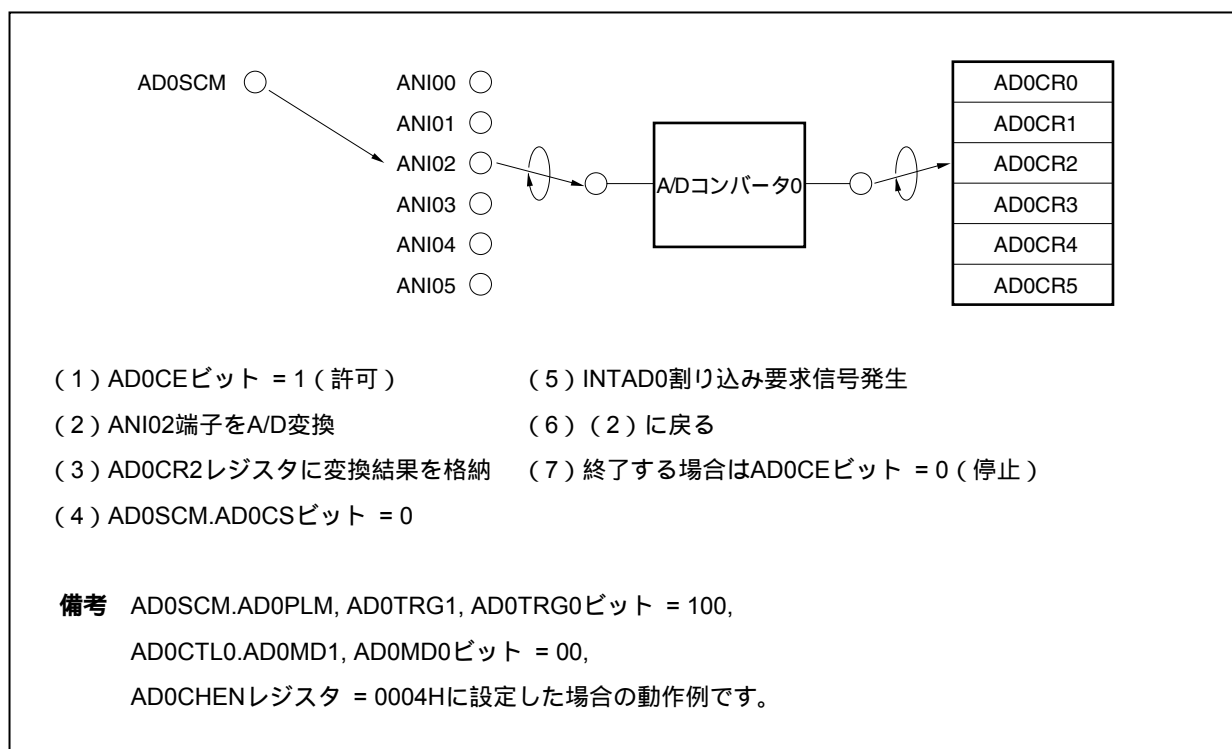 AD0SCM
ANI00
ANI01
ANI02
ANI03
ANI04
ANI05
A/Dコンバータ0
AD0CR0
AD0CR1
AD0CR2
AD0CR3
AD0CR4
AD0CR5
(1)AD0CEビット = 1(許可)
(2)ANI02端子をA/D変換
(3)AD0CR2レジスタに変換結果を格納
(4)AD0SCM.AD0CSビット = 0
(5)INTAD0割り込み要求信号発生
(6)(2)に戻る
(7)終了する場合はAD0CEビット = 0(停止)
備考 AD0SCM.AD0PLM, AD0TRG1, AD0TRG0ビット = 100,
AD0CTL0.AD0MD1, AD0MD0ビット = 00,
AD0CHENレジスタ = 0004Hに設定した場合の動作例です。